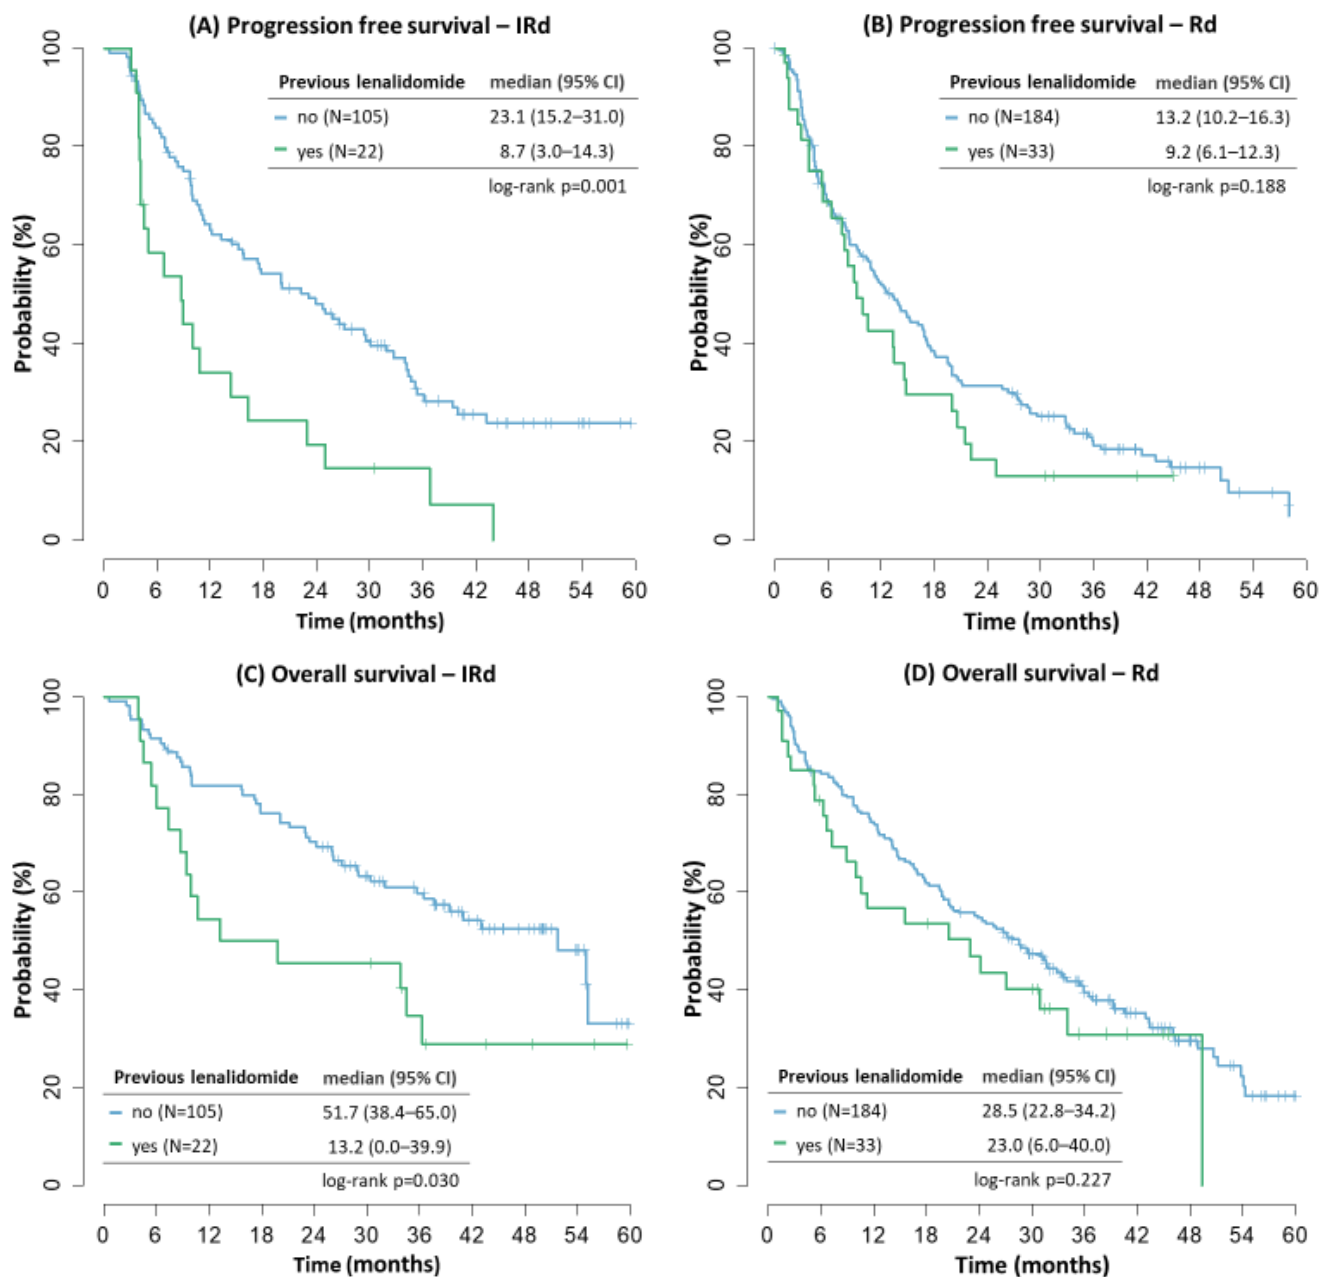 (A) Progression free survival – IRd
Previous lenalidomide median (95% CI)
no (N=105) 23.1 (15.2–31.0)
yes (N=22) 8.7 (3.0–14.3)
log-rank p=0.001
Probability (%)
100
80
60
40
20
0
0 6 12 18 24 30 36 42 48 54 60
Time (months)
(B) Progression free survival – Rd
Previous lenalidomide median (95% CI)
no (N=184) 13.2 (10.2–16.3)
yes (N=33) 9.2 (6.1–12.3)
log-rank p=0.188
Probability (%)
100
80
60
40
20
0
0 6 12 18 24 30 36 42 48 54 60
Time (months)
(C) Overall survival – IRd
Probability (%)
100
80
60
40
20
0
Previous lenalidomide median (95% CI)
no (N=105) 51.7 (38.4–65.0)
yes (N=22) 13.2 (0.0–39.9)
log-rank p=0.030
0 6 12 18 24 30 36 42 48 54 60
Time (months)
(D) Overall survival – Rd
Probability (%)
100
80
60
40
20
0
Previous lenalidomide median (95% CI)
no (N=184) 28.5 (22.8–34.2)
yes (N=33) 23.0 (6.0–40.0)
log-rank p=0.227
0 6 12 18 24 30 36 42 48 54 60
Time (months)